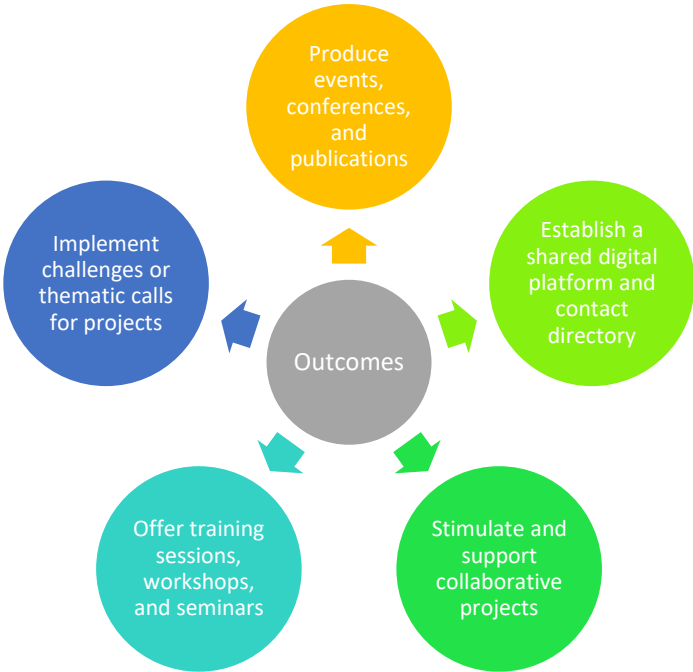 Produce
events,
conferences,
and
publications
Establish a
shared digital
platform and
contact
directory
Stimulate and
support
collaborative
projects
Offer training
sessions,
workshops,
and seminars
Implement
challenges or
thematic calls
for projects
Outcomes